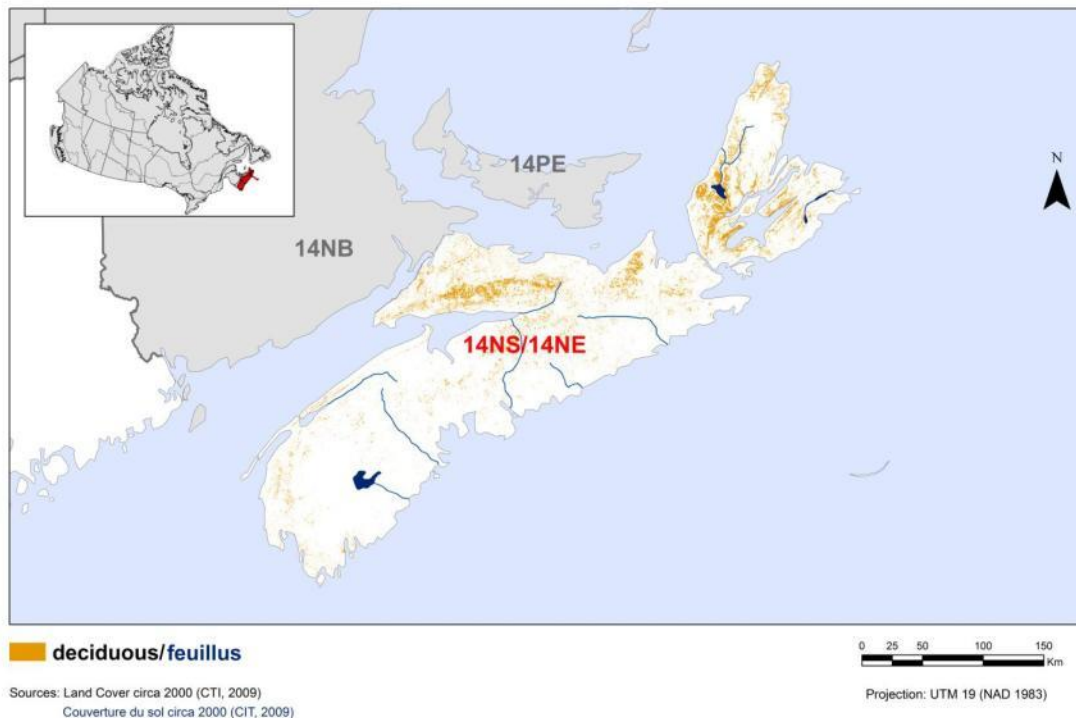 14PE
N
14NB
14NS/14NE
deciduous/feuillus
0 25 50 100 150
Km
Sources: Land Cover circa 2000 (CTI, 2009)
Couverture du sol circa 2000 (CIT, 2009)
Projection: UTM 19 (NAD 1983)